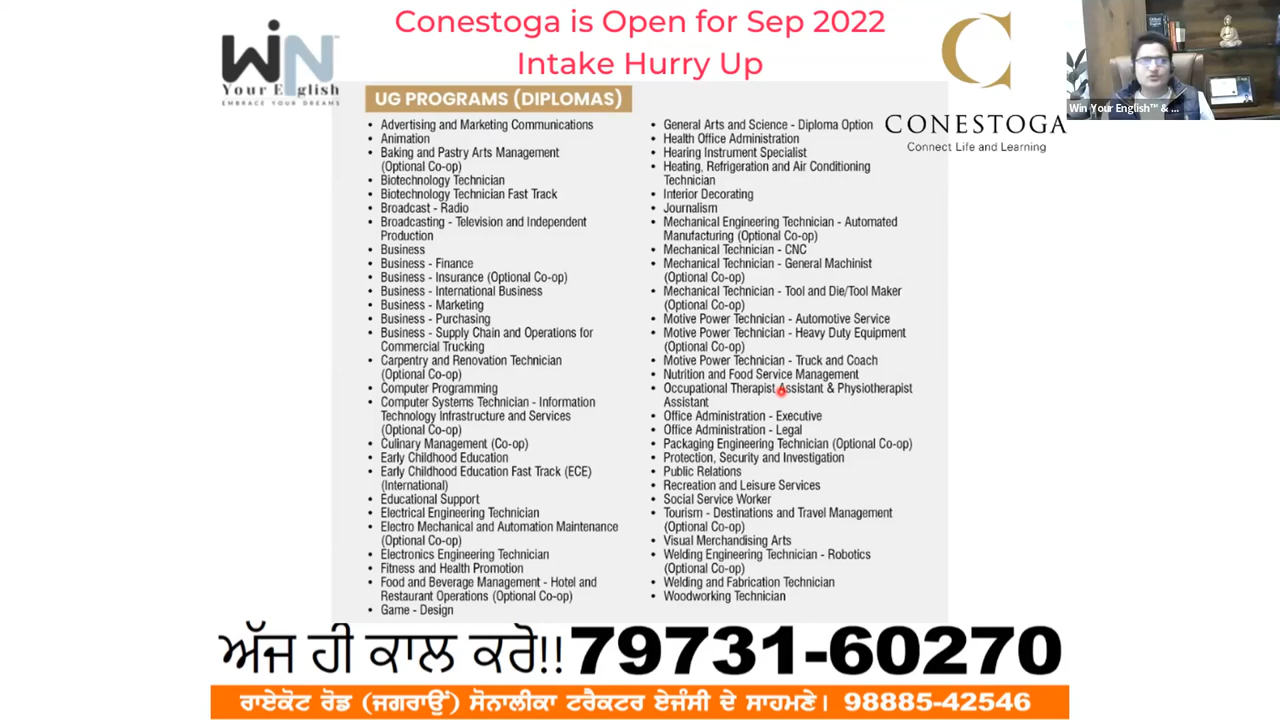 Conestoga is Open for Sep 2022
Intake Hurry Up
WiN
Your English
EMBRACE YOUR DREAMS
C
CONESTOGA
Connect Life and Learning
Win Your English™ & ...
UG PROGRAMS (DIPLOMAS)
• Advertising and Marketing Communications
• Animation
• Baking and Pastry Arts Management
(Optional Co-op)
• Biotechnology Technician
• Biotechnology Technician Fast Track
• Broadcast - Radio
• Broadcasting - Television and Independent
Production
• Business
• Business - Finance
• Business - Insurance (Optional Co-op)
• Business - International Business
• Business - Marketing
• Business - Purchasing
• Business - Supply Chain and Operations for
Commercial Trucking
• Carpentry and Renovation Technician
(Optional Co-op)
• Computer Programming
• Computer Systems Technician - Information
Technology Infrastructure and Services
(Optional Co-op)
• Culinary Management (Co-op)
• Early Childhood Education
• Early Childhood Education Fast Track (ECE)
(International)
• Educational Support
• Electrical Engineering Technician
• Electro Mechanical and Automation Maintenance
(Optional Co-op)
• Electronics Engineering Technician
• Fitness and Health Promotion
• Food and Beverage Management - Hotel and
Restaurant Operations (Optional Co-op)
• Game - Design
• General Arts and Science - Diploma Option
• Health Office Administration
• Hearing Instrument Specialist
• Heating, Refrigeration and Air Conditioning
Technician
• Interior Decorating
• Journalism
• Mechanical Engineering Technician - Automated
Manufacturing (Optional Co-op)
• Mechanical Technician - CNC
• Mechanical Technician - General Machinist
(Optional Co-op)
• Mechanical Technician - Tool and Die/Tool Maker
(Optional Co-op)
• Motive Power Technician - Automotive Service
• Motive Power Technician - Heavy Duty Equipment
(Optional Co-op)
• Motive Power Technician - Truck and Coach
• Nutrition and Food Service Management
• Occupational Therapist Assistant & Physiotherapist
Assistant
• Office Administration - Executive
• Office Administration - Legal
• Packaging Engineering Technician (Optional Co-op)
• Protection, Security and Investigation
• Public Relations
• Recreation and Leisure Services
• Social Service Worker
• Tourism - Destinations and Travel Management
(Optional Co-op)
• Visual Merchandising Arts
• Welding Engineering Technician - Robotics
(Optional Co-op)
• Welding and Fabrication Technician
• Woodworking Technician
ਅੱਜ ਹੀ ਕਾਲ ਕਰੋ!! 79731-60270
ਰਾਏਕੋਟ ਰੋਡ (ਜਗਰਾਉਂ) ਸੋਨਾਲੀਕਾ ਟਰੈਕਟਰ ਏਜੰਸੀ ਦੇ ਸਾਹਮਣੇ। 98885-42546